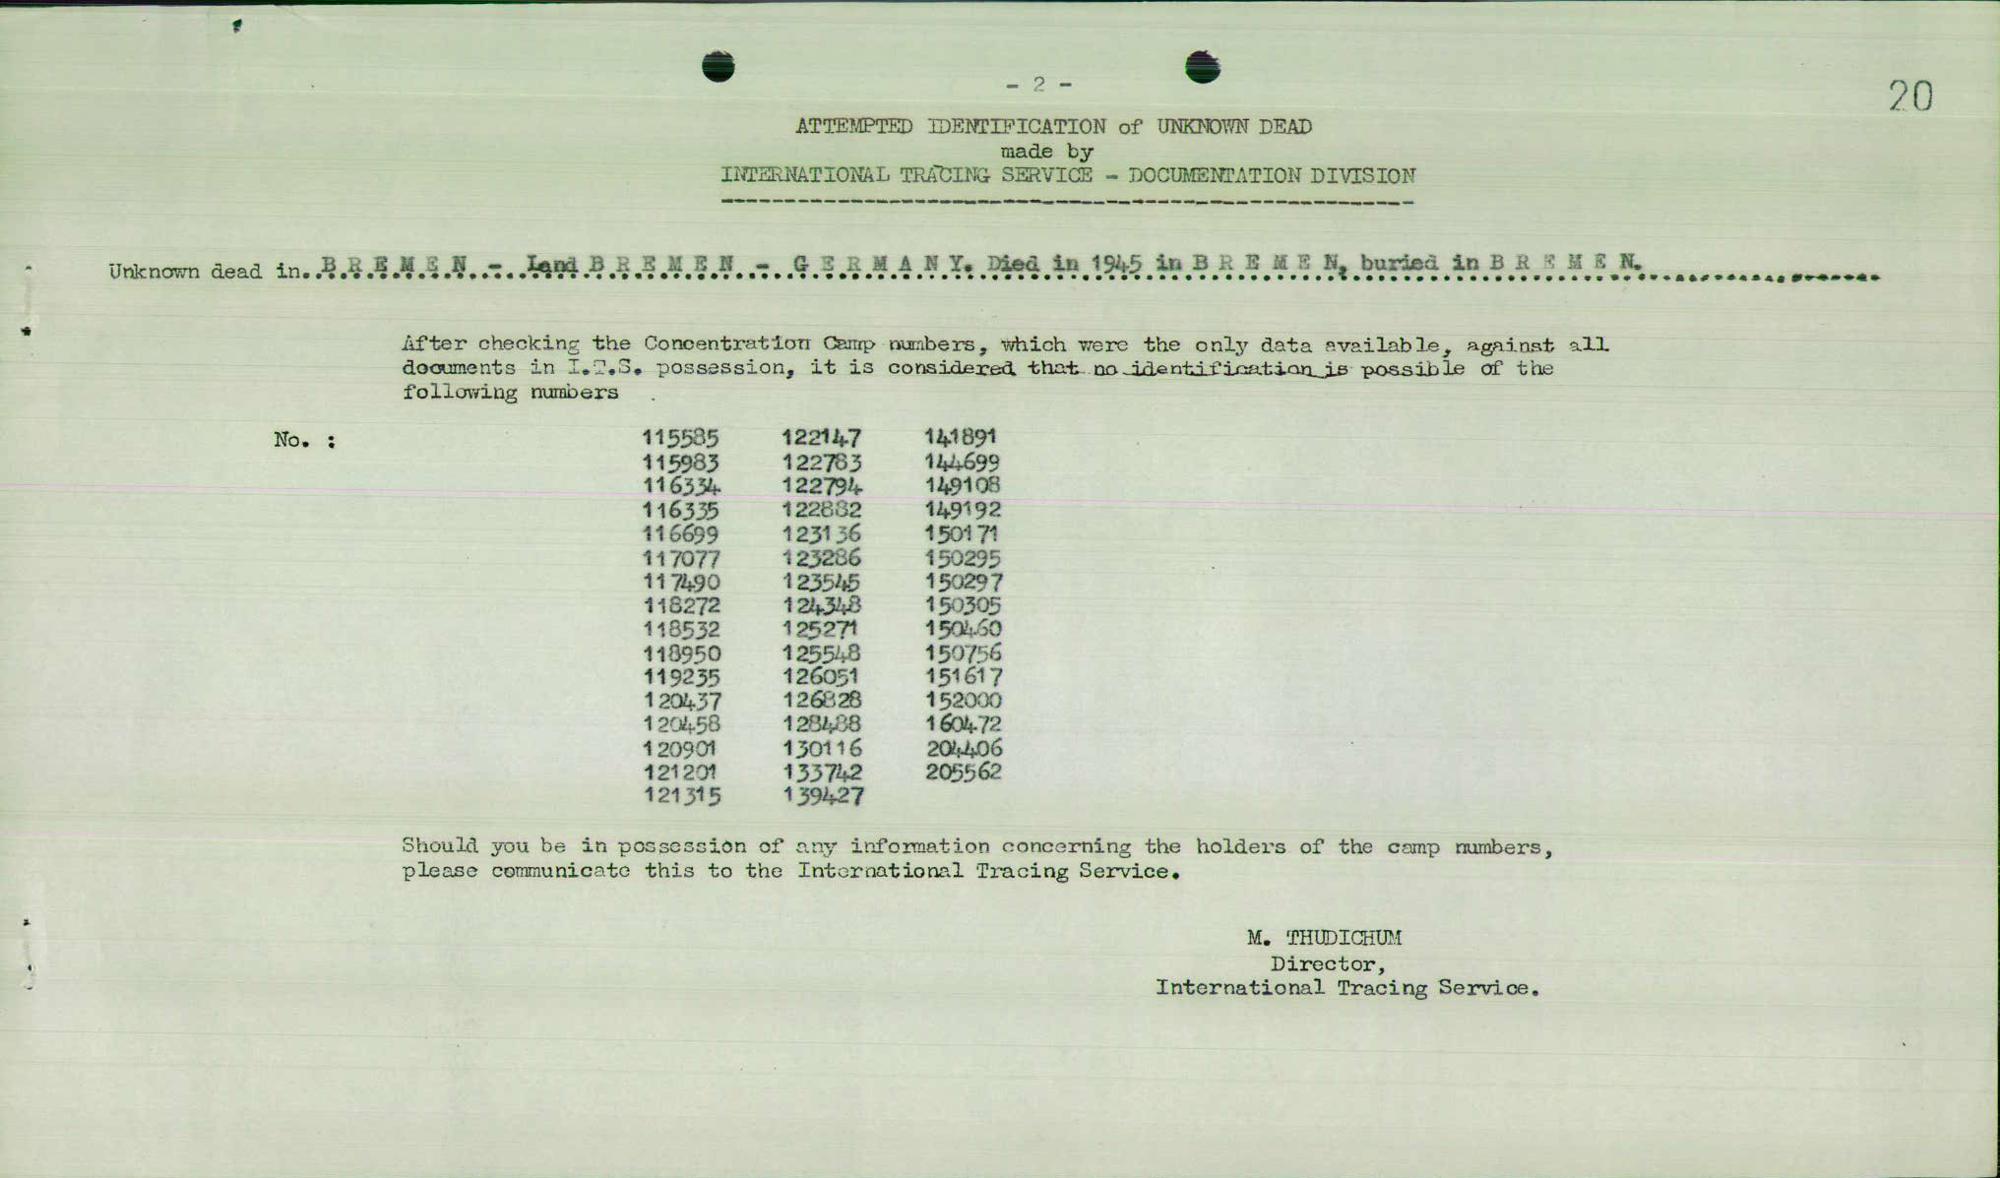 - 2 -
20
ATTEMPTED IDENTIFICATION of UNKNOWN DEAD
made by
INTERNATIONAL TRACING SERVICE - DOCUMENTATION DIVISION
Unknown dead in..B R E M E N - Land B R E M E N - G E R M A N Y. Died in 1945 in B R E M E N, buried in B R E M E N.
After checking the Concentration Camp numbers, which were the only data available, against all
documents in I.T.S. possession, it is considered that no identification is possible of the
following numbers
No. :
115585 122147 141891
115983 122783 144699
116334 122794 149108
116335 122882 149192
116699 123136 150171
117077 123286 150295
117490 123545 150297
118272 124348 150305
118532 125271 150460
118950 125548 150756
119235 126051 151617
120437 126828 152000
120458 128488 160472
120901 130116 204406
121201 133742 205562
121315 139427
Should you be in possession of any information concerning the holders of the camp numbers,
please communicate this to the International Tracing Service.
M. THUDICHUM
Director,
International Tracing Service.